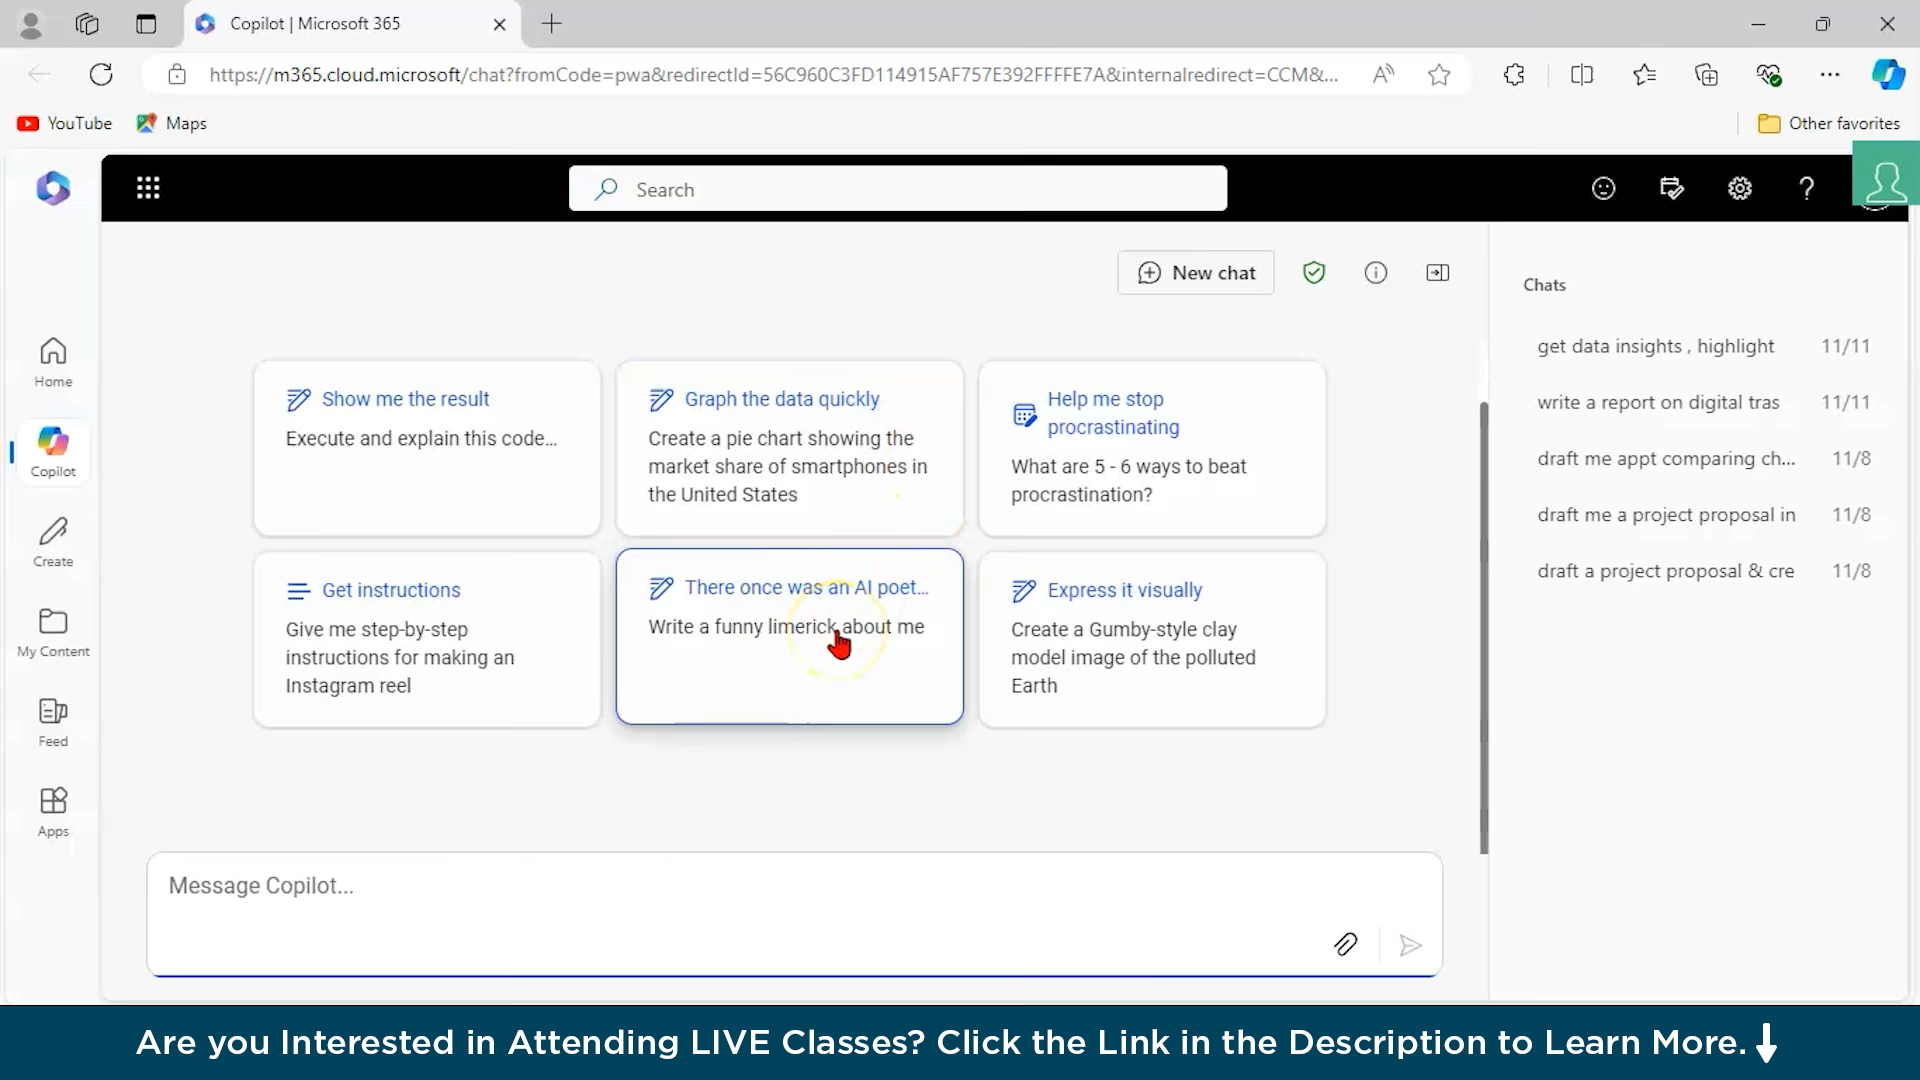 Copilot | Microsoft 365
https://m365.cloud.microsoft/chat?fromCode=pwa&redirectId=56C960C3FD114915AF757E392FFFFE7A&internalredirect=CCM&...
YouTube
Maps
Other favorites
Search
New chat
Chats
get data insights , highlight 11/11
write a report on digital tras 11/11
draft me appt comparing ch... 11/8
draft me a project proposal in 11/8
draft a project proposal & cre 11/8
Home
Copilot
Create
My Content
Feed
Apps
Show me the result
Execute and explain this code...
Graph the data quickly
Create a pie chart showing the
market share of smartphones in
the United States
Help me stop
procrastinating
What are 5 - 6 ways to beat
procrastination?
Get instructions
Give me step-by-step
instructions for making an
Instagram reel
There once was an AI poet...
Write a funny limerick about me
Express it visually
Create a Gumby-style clay
model image of the polluted
Earth
Message Copilot...
Are you Interested in Attending LIVE Classes? Click the Link in the Description to Learn More.